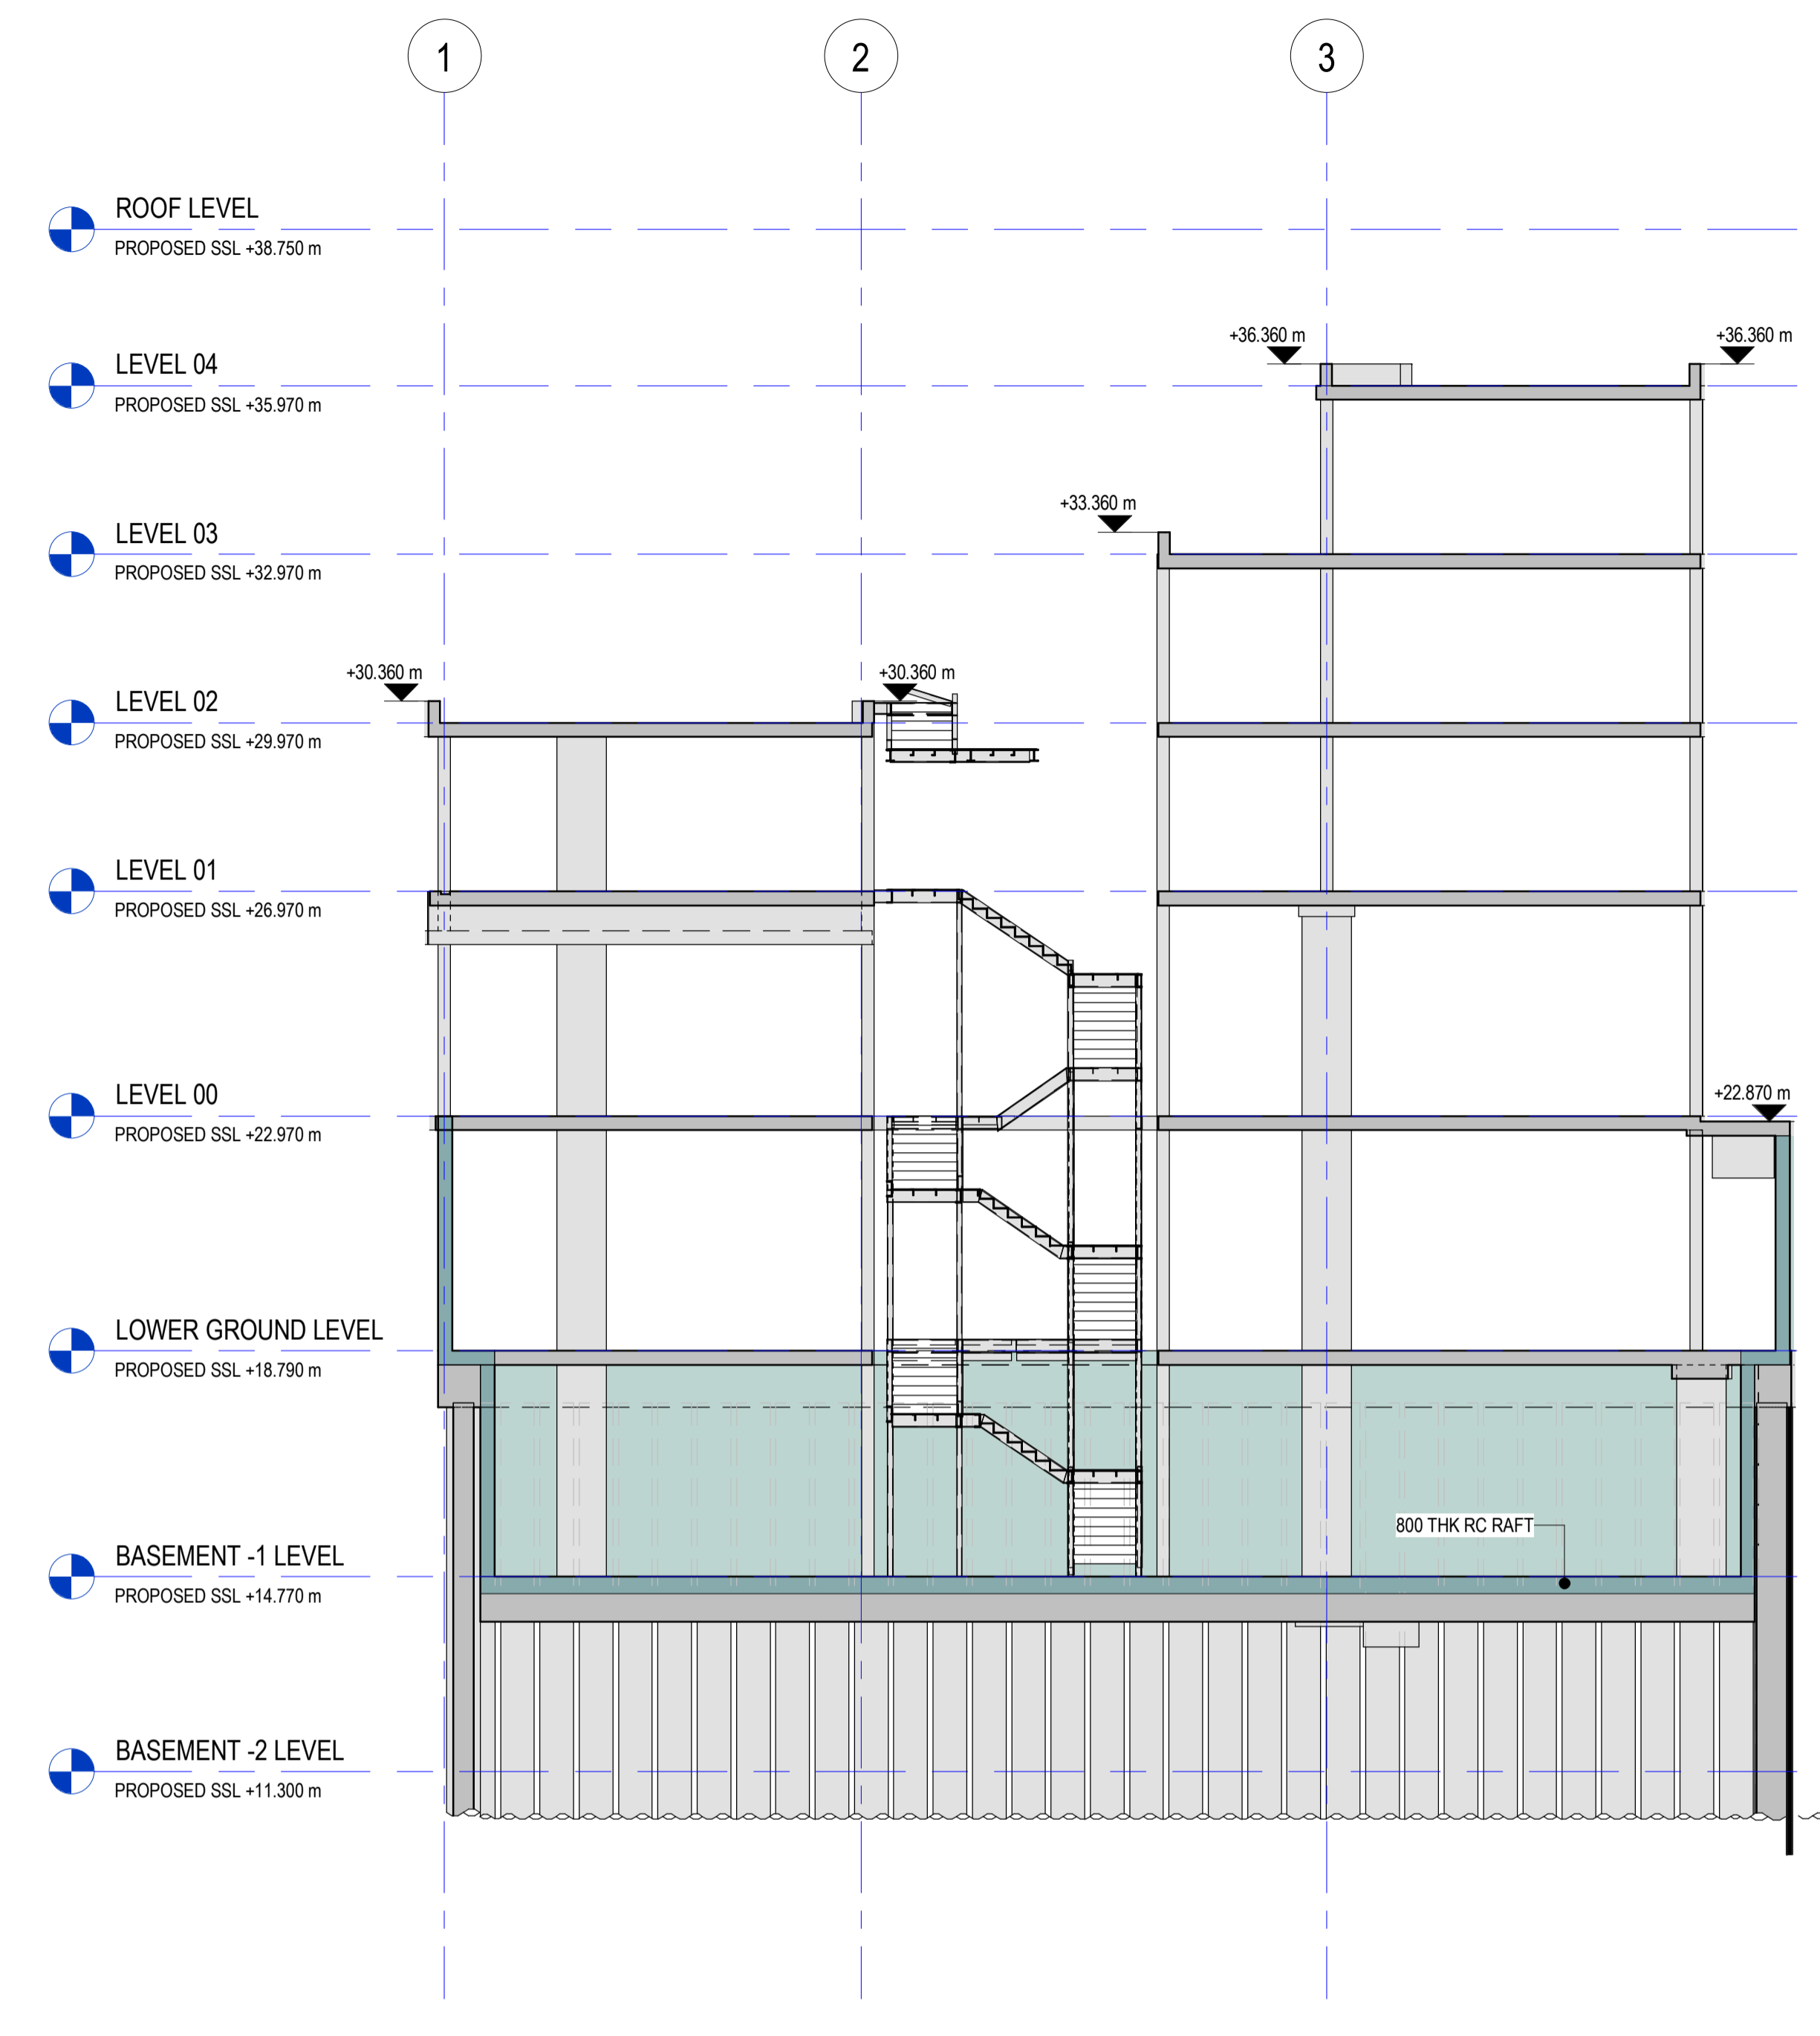 1
2
3
ROOF LEVEL
PROPOSED SSL +38.750 m
+36.360 m
+36.360 m
LEVEL 04
PROPOSED SSL +35.970 m
+33.360 m
LEVEL 03
PROPOSED SSL +32.970 m
+30.360 m
+30.360 m
LEVEL 02
PROPOSED SSL +29.970 m
LEVEL 01
PROPOSED SSL +26.970 m
LEVEL 00
+22.870 m
PROPOSED SSL +22.970 m
LOWER GROUND LEVEL
PROPOSED SSL +18.790 m
800 THK RC RAFT
BASEMENT -1 LEVEL
PROPOSED SSL +14.770 m
BASEMENT -2 LEVEL
PROPOSED SSL +11.300 m